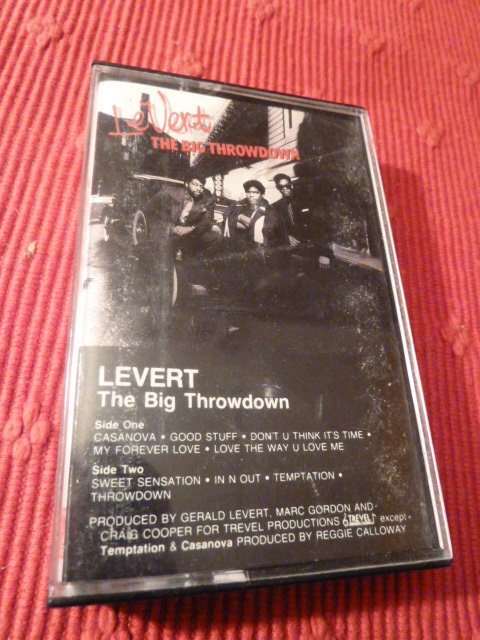 LeVert
THE BIG THROWDOWN
LEVERT
The Big Throwdown
Side One
CASANOVA • GOOD STUFF • DON'T U THINK IT'S TIME •
MY FOREVER LOVE • LOVE THE WAY U LOVE ME
Side Two
SWEET SENSATION • IN N OUT • TEMPTATION •
THROWDOWN
PRODUCED BY GERALD LEVERT, MARC GORDON AND
CRAIG COOPER FOR TREVEL PRODUCTIONS TREVEL except
Temptation & Casanova PRODUCED BY REGGIE CALLOWAY